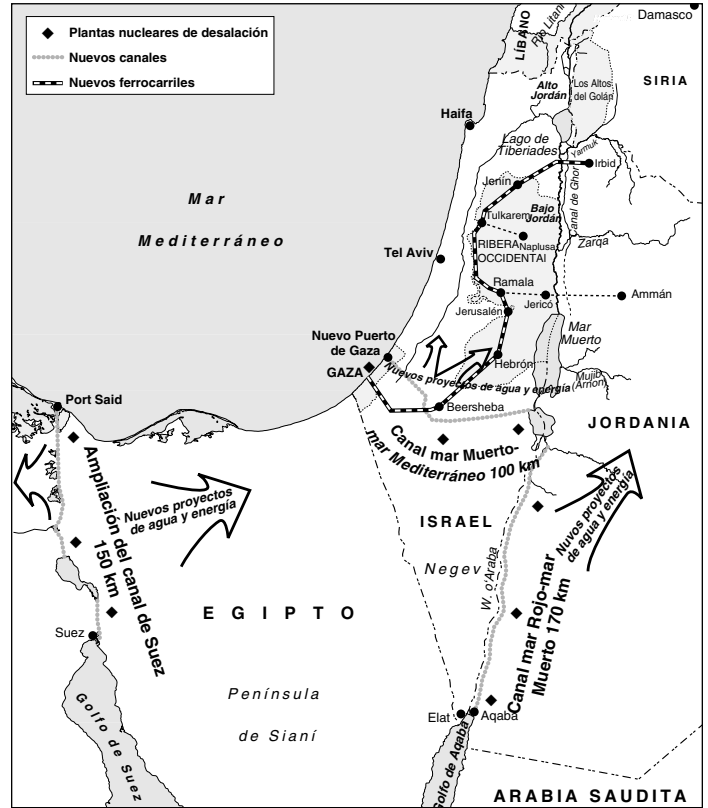 Plantas nucleares de desalación
Nuevos canales
Nuevos ferrocarriles
Damasco
LÍBANO
Río Litani
SIRIA
Alto
Jordán
Los Altos
del Golán
Haifa
Lago de
Tiberiades
Yarmuk
Irbid
Jenín
Canal de Ghor
Mar
Mediterráneo
Bajo
Jordán
Tulkarem
RIBERA
OCCIDENTAL
Naplusa
Zarqa
Tel Aviv
Ramala
Jericó
Ammán
Jerusalén
Mar
Muerto
Nuevo Puerto
de Gaza
GAZA
Hebrón
Nuevos proyectos de agua y energía
Mujib
(Arnon)
Beersheba
Port Said
JORDANIA
Canal mar Muerto-
mar Mediterráneo 100 km
Ampliación del canal de Suez
150 km
Nuevos proyectos
de agua y energía
Nuvos proyectos
de agua y energía
ISRAEL
Negev
W. o'Araba
EGIPTO
Canal mar Rojo-mar
Muerto 170 km
Suez
Golfo de Suez
Península
de Sianí
Elat
Aqaba
Golfo de Aqaba
ARABIA SAUDITA